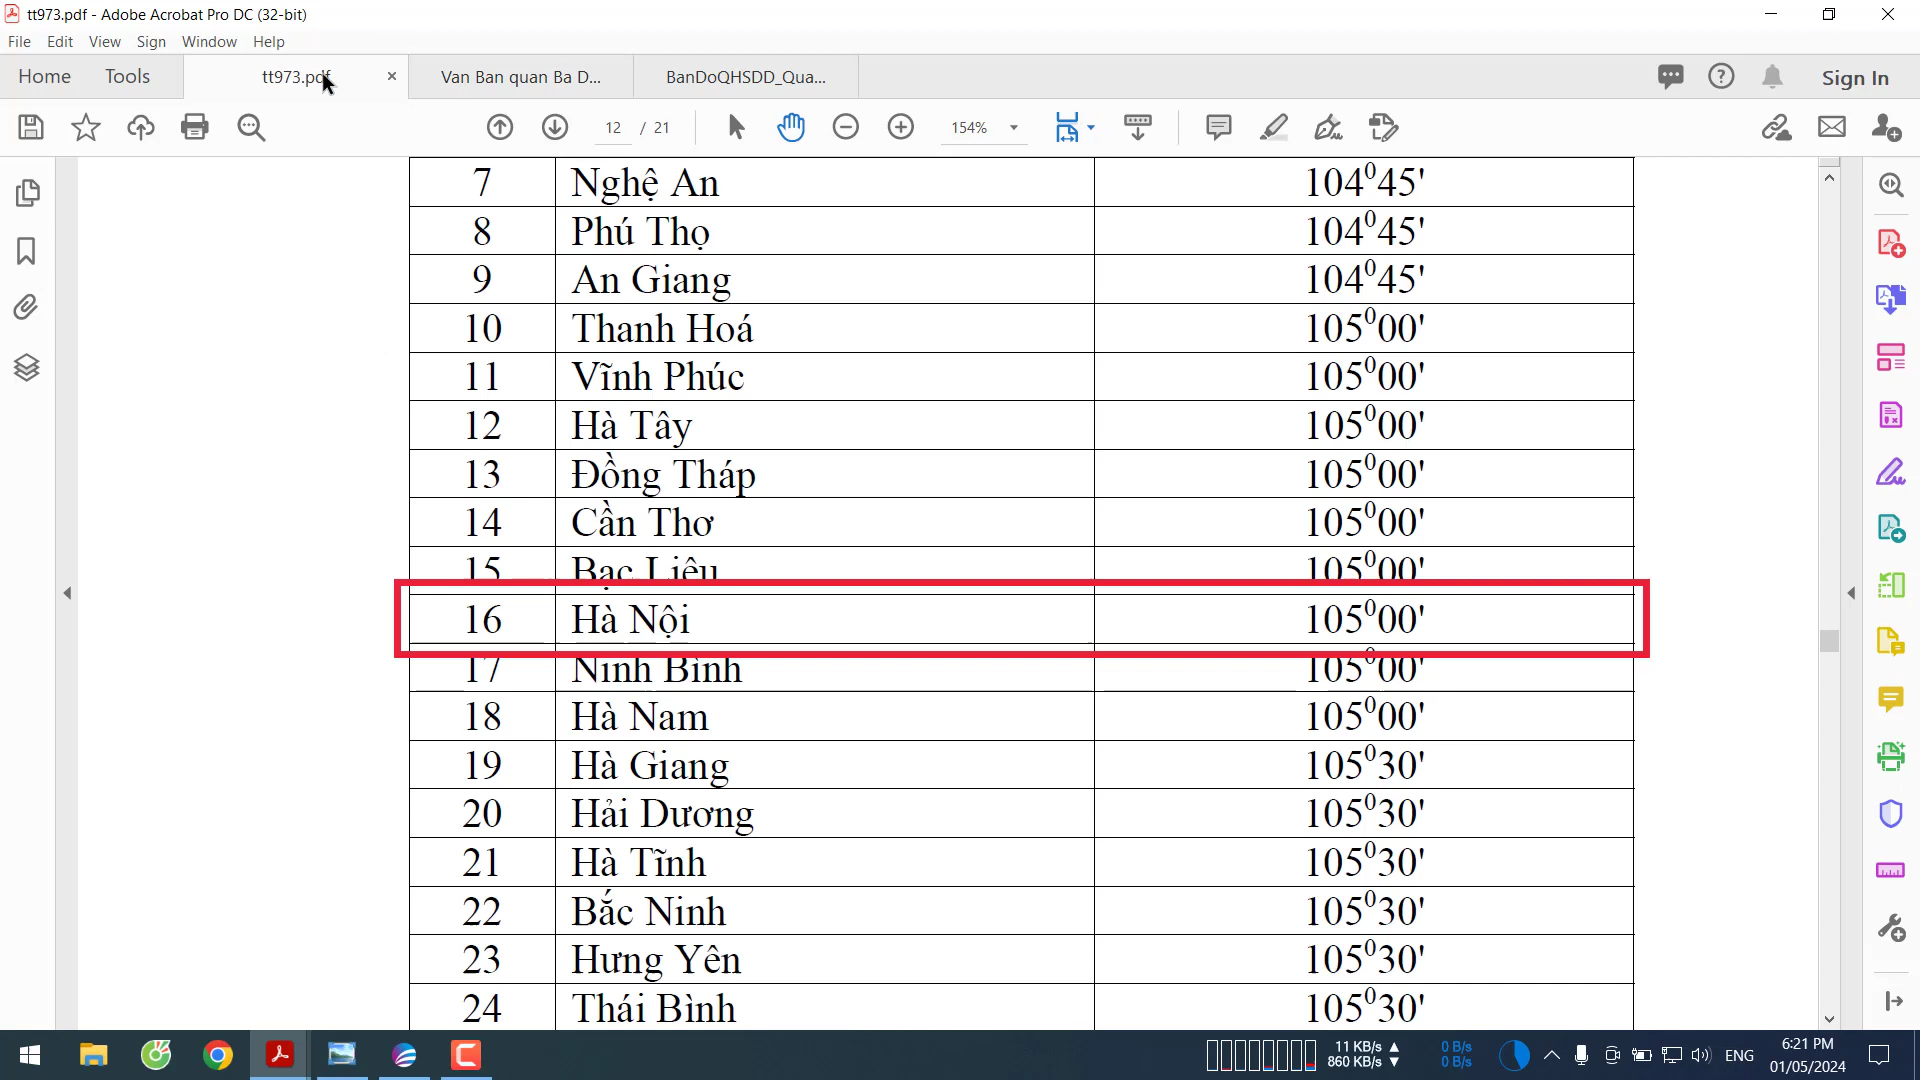 tt973.pdf - Adobe Acrobat Pro DC (32-bit)
File Edit View Sign Window Help
Home Tools tt973.pdf Van Ban quan Ba D... BanDoQHSDD_Qua... Sign In
12 / 21 154%
7 Nghệ An 104⁰45'
8 Phú Thọ 104⁰45'
9 An Giang 104⁰45'
10 Thanh Hoá 105⁰00'
11 Vĩnh Phúc 105⁰00'
12 Hà Tây 105⁰00'
13 Đồng Tháp 105⁰00'
14 Cần Thơ 105⁰00'
15 Bạc Liêu 105⁰00'
16 Hà Nội 105⁰00'
17 Ninh Bình 105⁰00'
18 Hà Nam 105⁰00'
19 Hà Giang 105⁰30'
20 Hải Dương 105⁰30'
21 Hà Tĩnh 105⁰30'
22 Bắc Ninh 105⁰30'
23 Hưng Yên 105⁰30'
24 Thái Bình 105⁰30'
11 KB/s 0 B/s 6:21 PM
860 KB/s 0 B/s ENG 01/05/2024